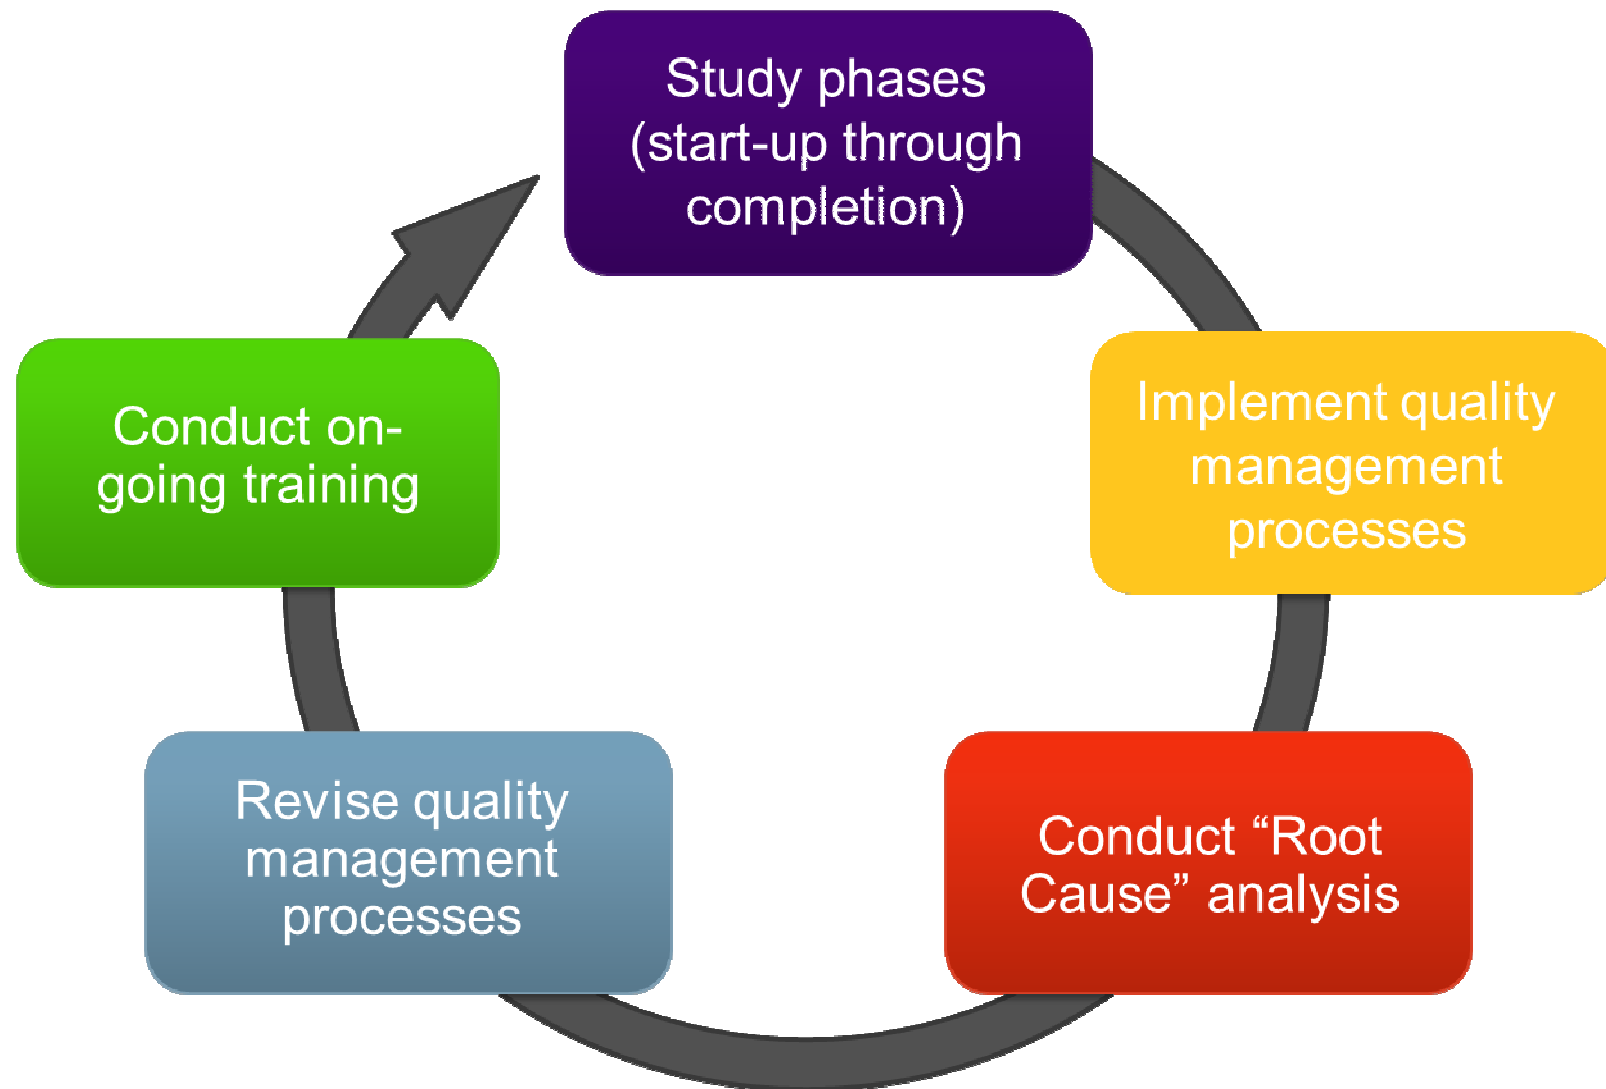 Study phases
(start-up through
completion)
Implement quality
management
processes
Conduct “Root
Cause” analysis
Revise quality
management
processes
Conduct on-
going training